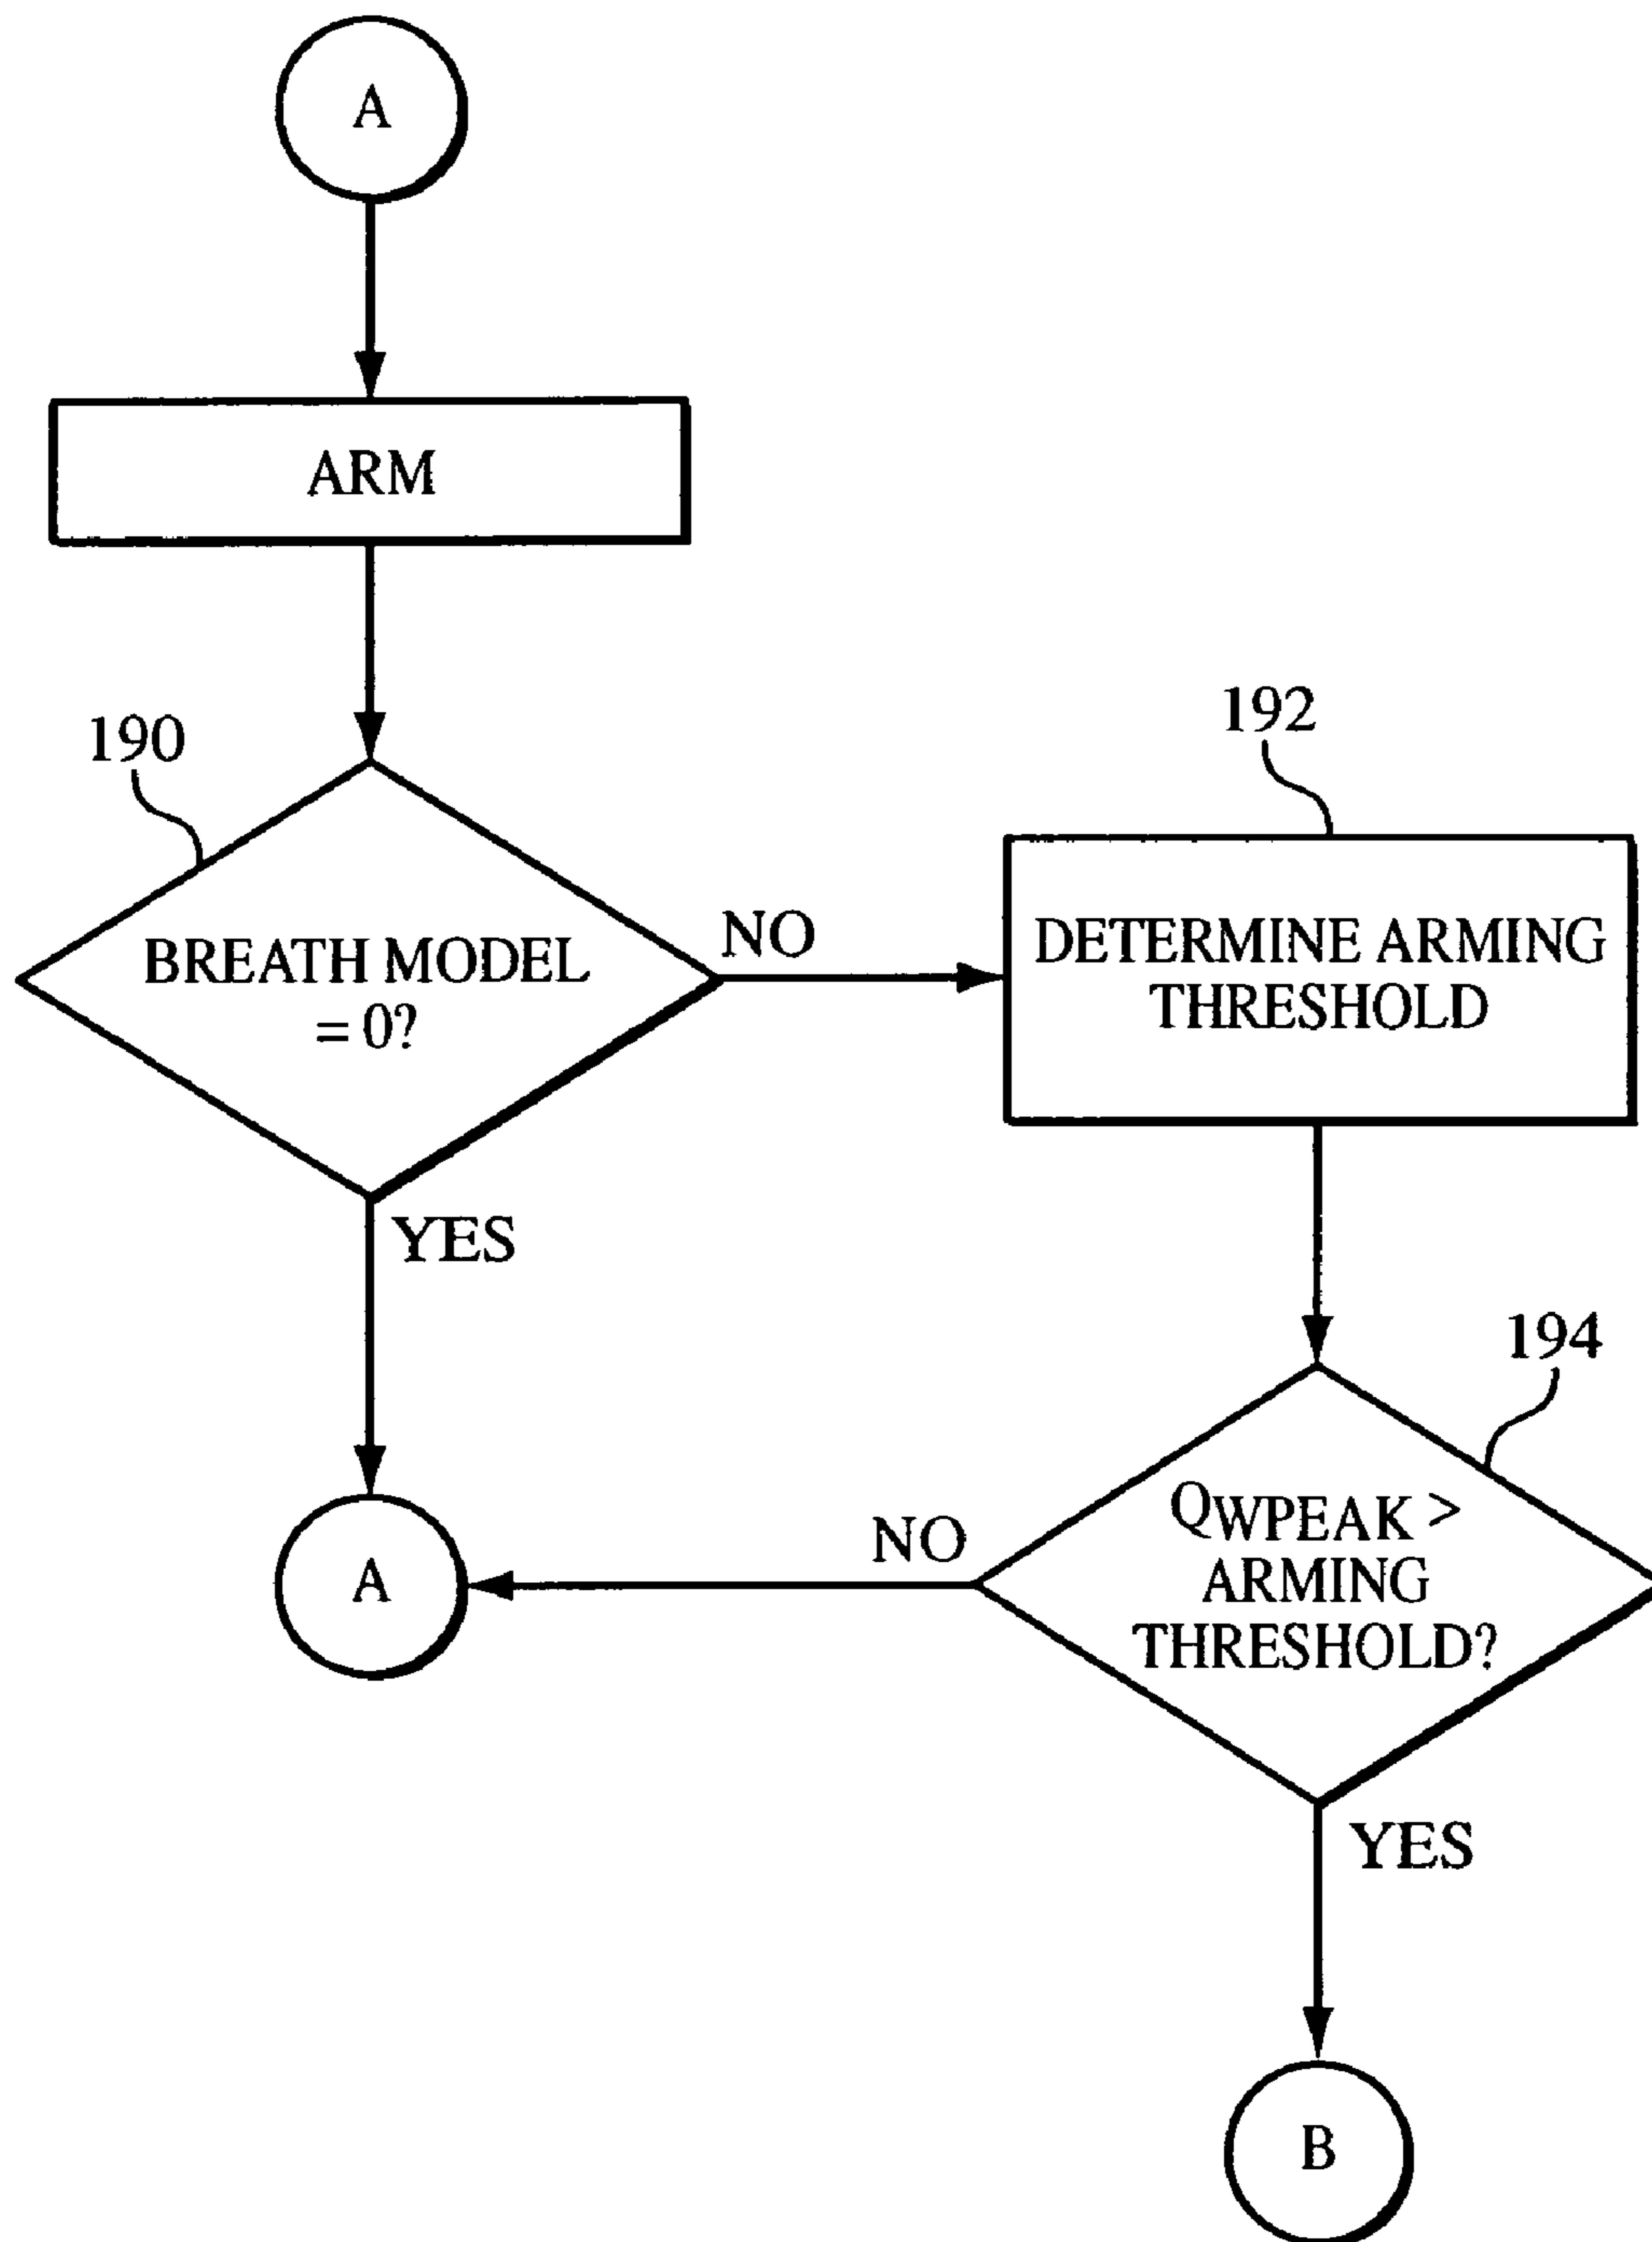 A
ARM
190
BREATH MODEL
= 0?
NO
192
DETERMINE ARMING
THRESHOLD
YES
194
QWPEAK >
ARMING
THRESHOLD?
NO
A
YES
B